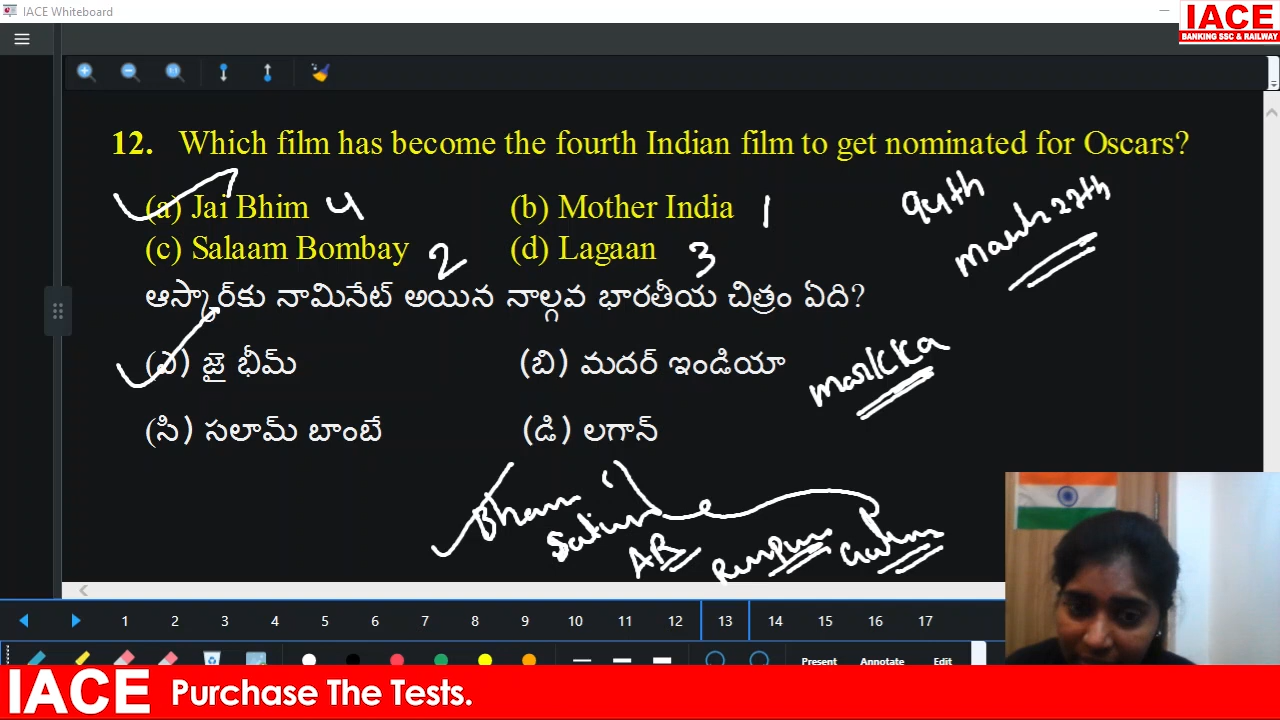 IACE Whiteboard
IACE
BANKING SSC & RAILWAY
12. Which film has become the fourth Indian film to get nominated for Oscars?
(a) Jai Bhim 4 (b) Mother India 1
94th
March 27th
(c) Salaam Bombay 2 (d) Lagaan 3
ఆస్కార్‌కు నామినేట్ అయిన నాల్గవ భారతీయ చిత్రం ఏది?
(ఎ) జై భీమ్ (బి) మదర్ ఇండియా
(సి) సలామ్ బాంబే (డి) లగాన్
AR
1 2 3 4 5 6 7 8 9 10 11 12 13 14 15 16 17
Present Annotate Edit
IACE Purchase The Tests.